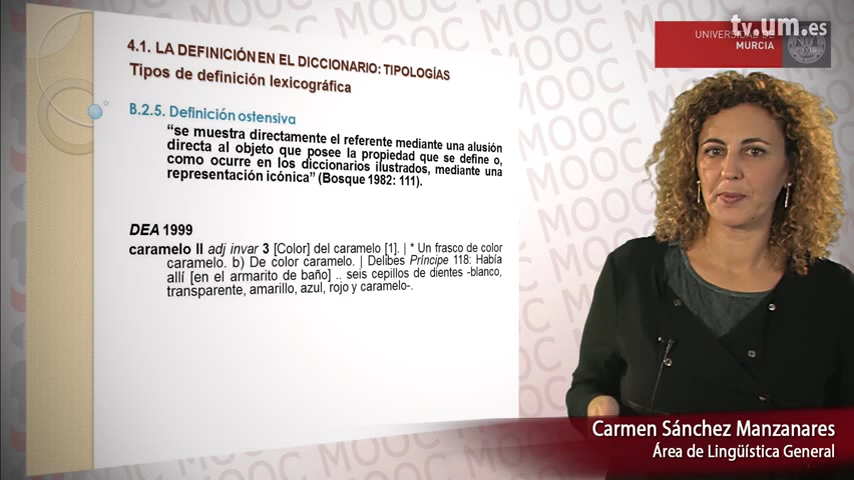 tv.um.es
UNIVERSIDAD DE
MURCIA
4.1. LA DEFINICIÓN EN EL DICCIONARIO: TIPOLOGÍAS
Tipos de definición lexicográfica
B.2.5. Definición ostensiva
“se muestra directamente el referente mediante una alusión
directa al objeto que posee la propiedad que se define o,
como ocurre en los diccionarios ilustrados, mediante una
representación icónica” (Bosque 1982: 111).
DEA 1999
caramelo II adj invar 3 [Color] del caramelo [1]. | * Un frasco de color
caramelo. b) De color caramelo. | Delibes Príncipe 118: Había
allí [en el armarito de baño] .. seis cepillos de dientes -blanco,
transparente, amarillo, azul, rojo y caramelo-.
Carmen Sánchez Manzanares
Área de Lingüística General
MOOC MOOC MOOC